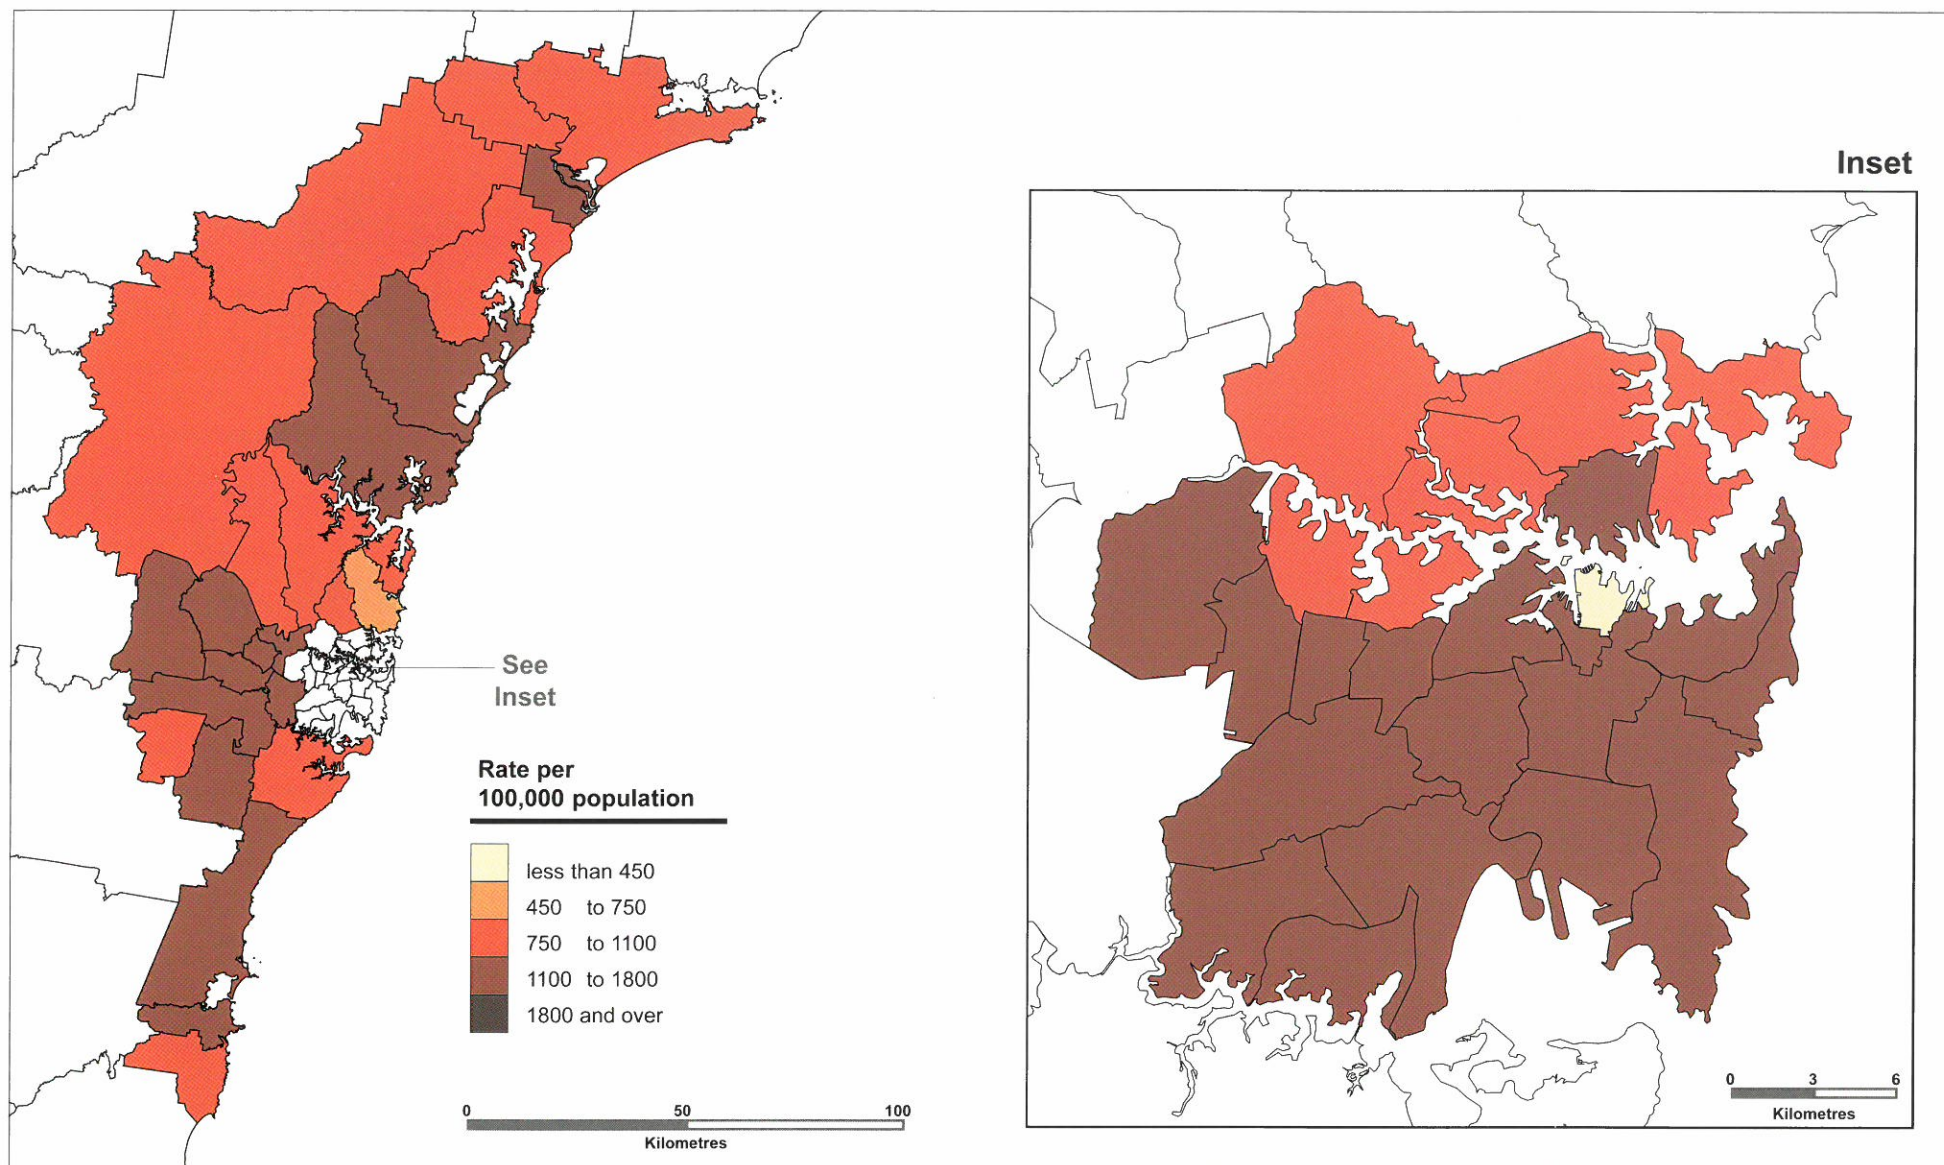 Inset
See
Inset
Rate per
100,000 population
less than 450
450 to 750
750 to 1100
1100 to 1800
1800 and over
0 50 100
Kilometres
0 3 6
Kilometres